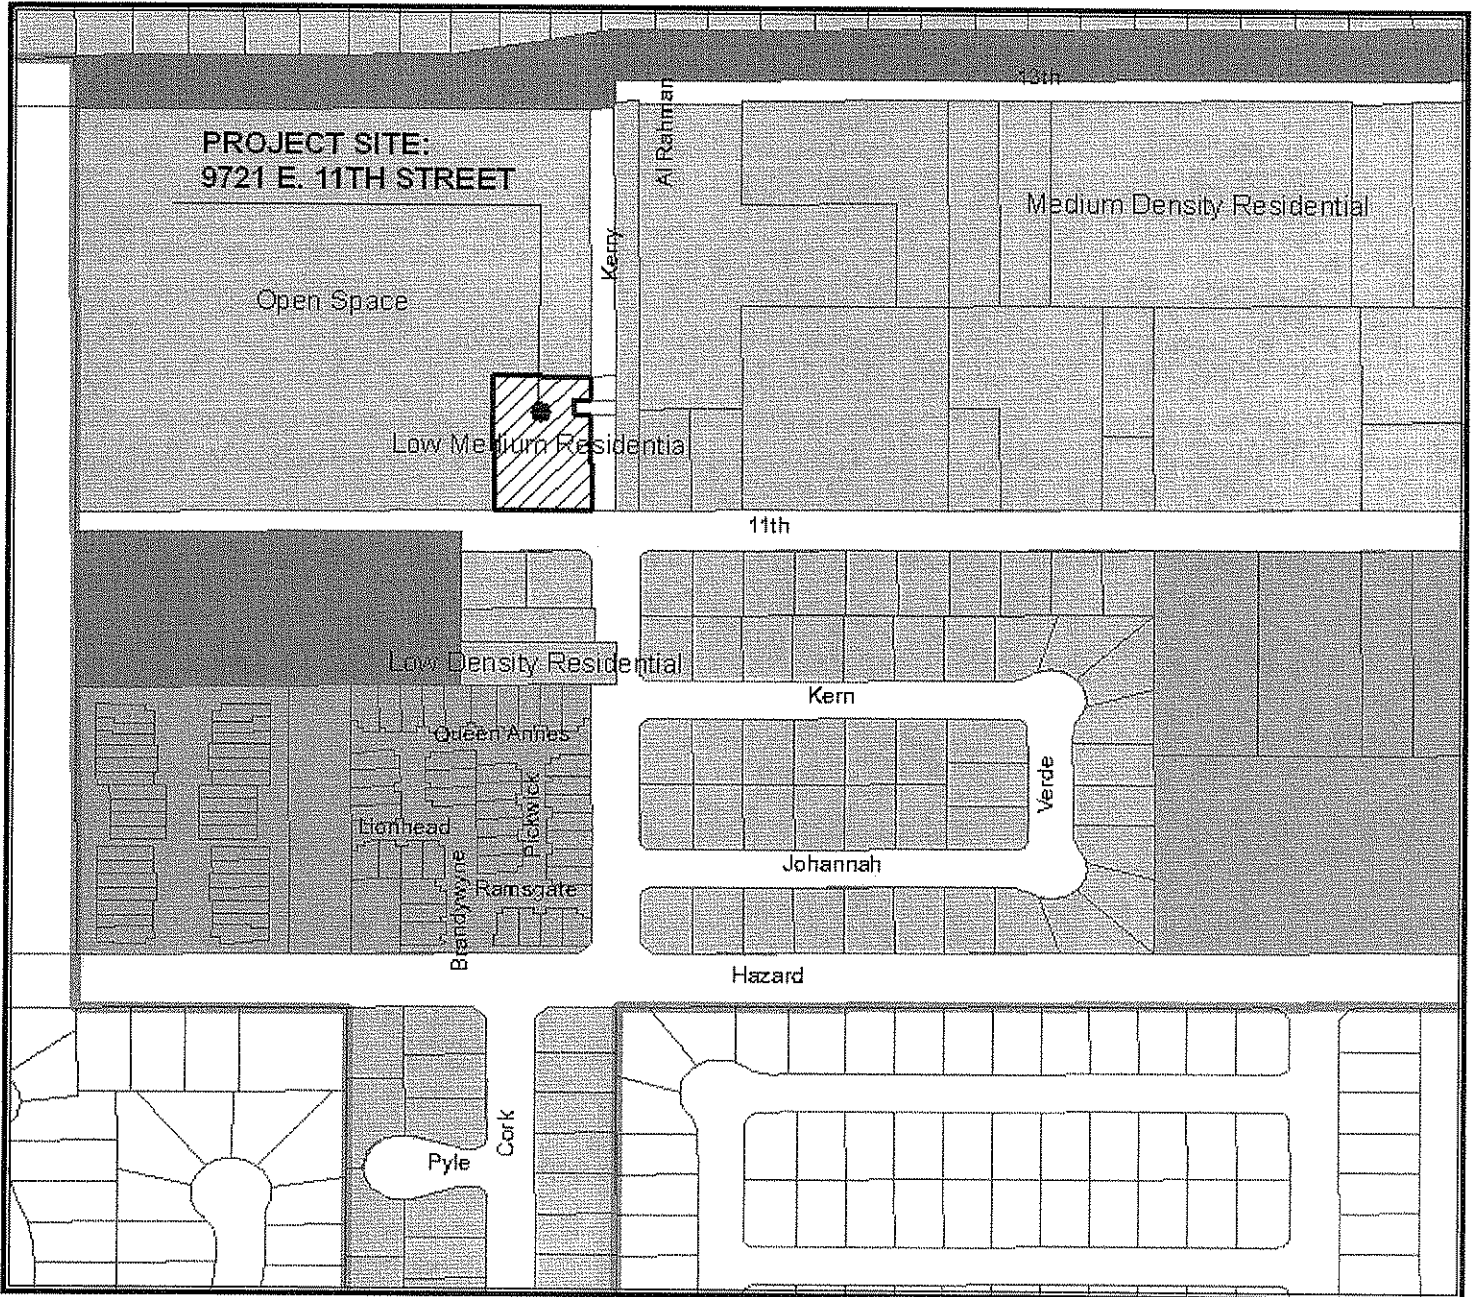 13th
Al Rahman
PROJECT SITE:
9721 E. 11TH STREET
Medium Density Residential
Kerry
Open Space
Low Medium Residential
11th
Low Density Residential
Kern
Queen Annes
Verde
Pickwick
Lionhead
Johannah
Ramsgate
Brandywyne
Hazard
Cork
Pyle